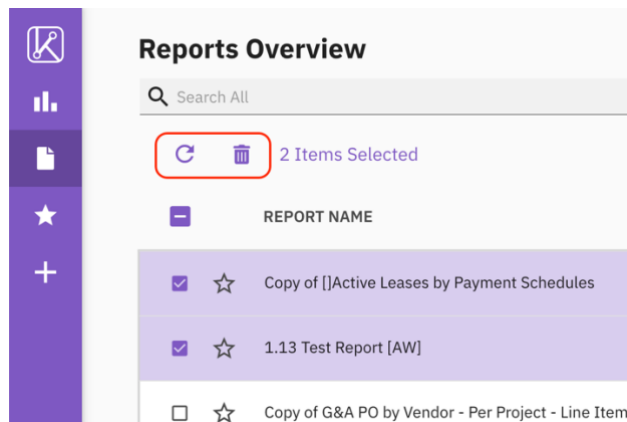 Reports Overview
Search All
2 Items Selected
REPORT NAME
Copy of []Active Leases by Payment Schedules
1.13 Test Report [AW]
Copy of G&A PO by Vendor - Per Project - Line Item